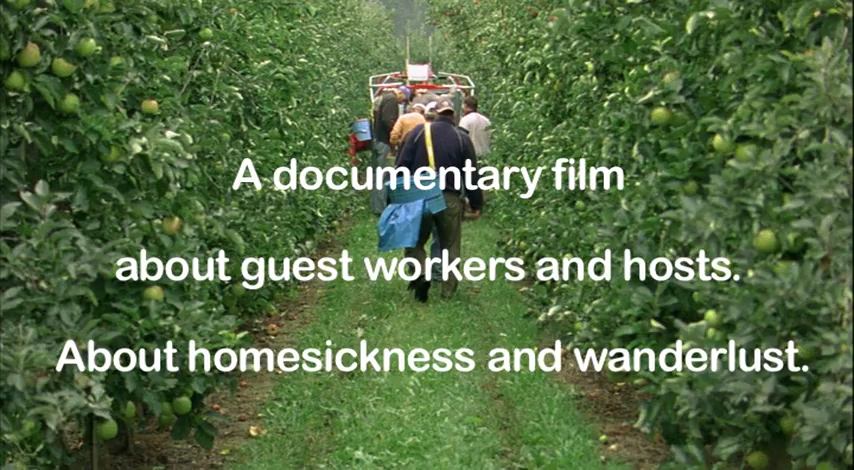 A documentary film
about guest workers and hosts.
About homesickness and wanderlust.